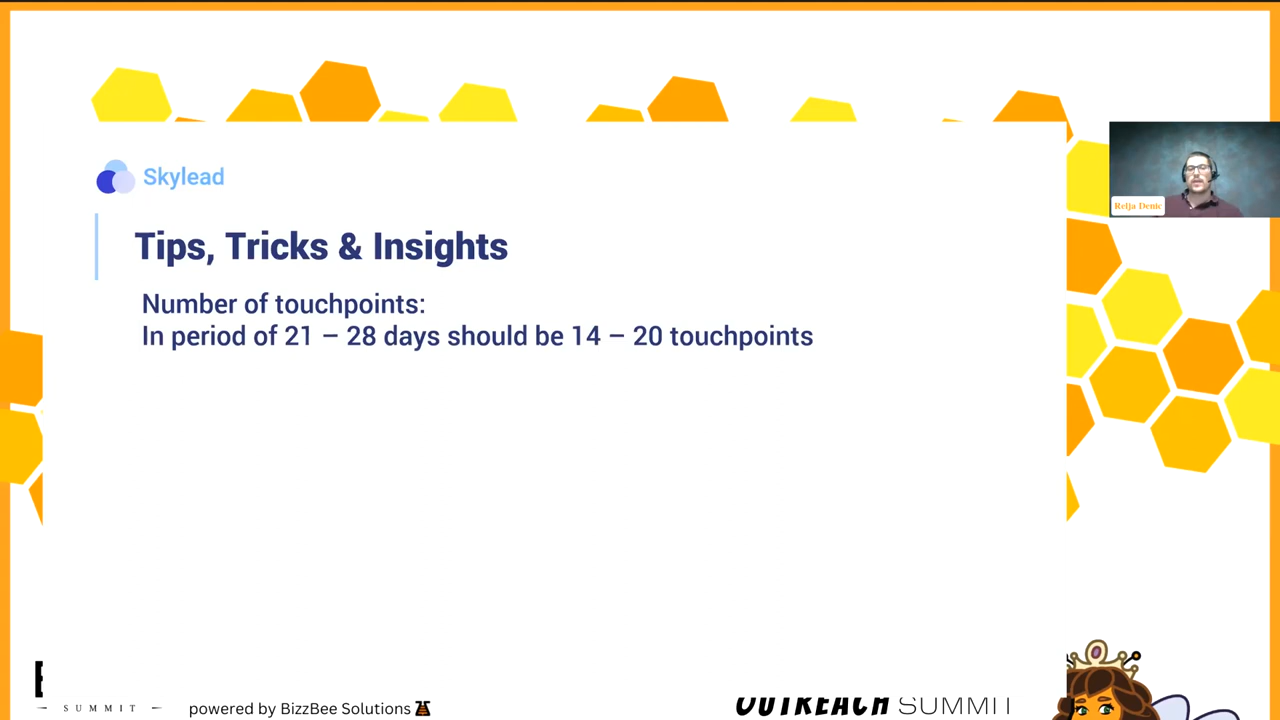 Skylead
Relja Denic
Tips, Tricks & Insights
Number of touchpoints:
In period of 21 – 28 days should be 14 – 20 touchpoints
SUMMIT
powered by BizzBee Solutions
OUTREACH SUMMIT